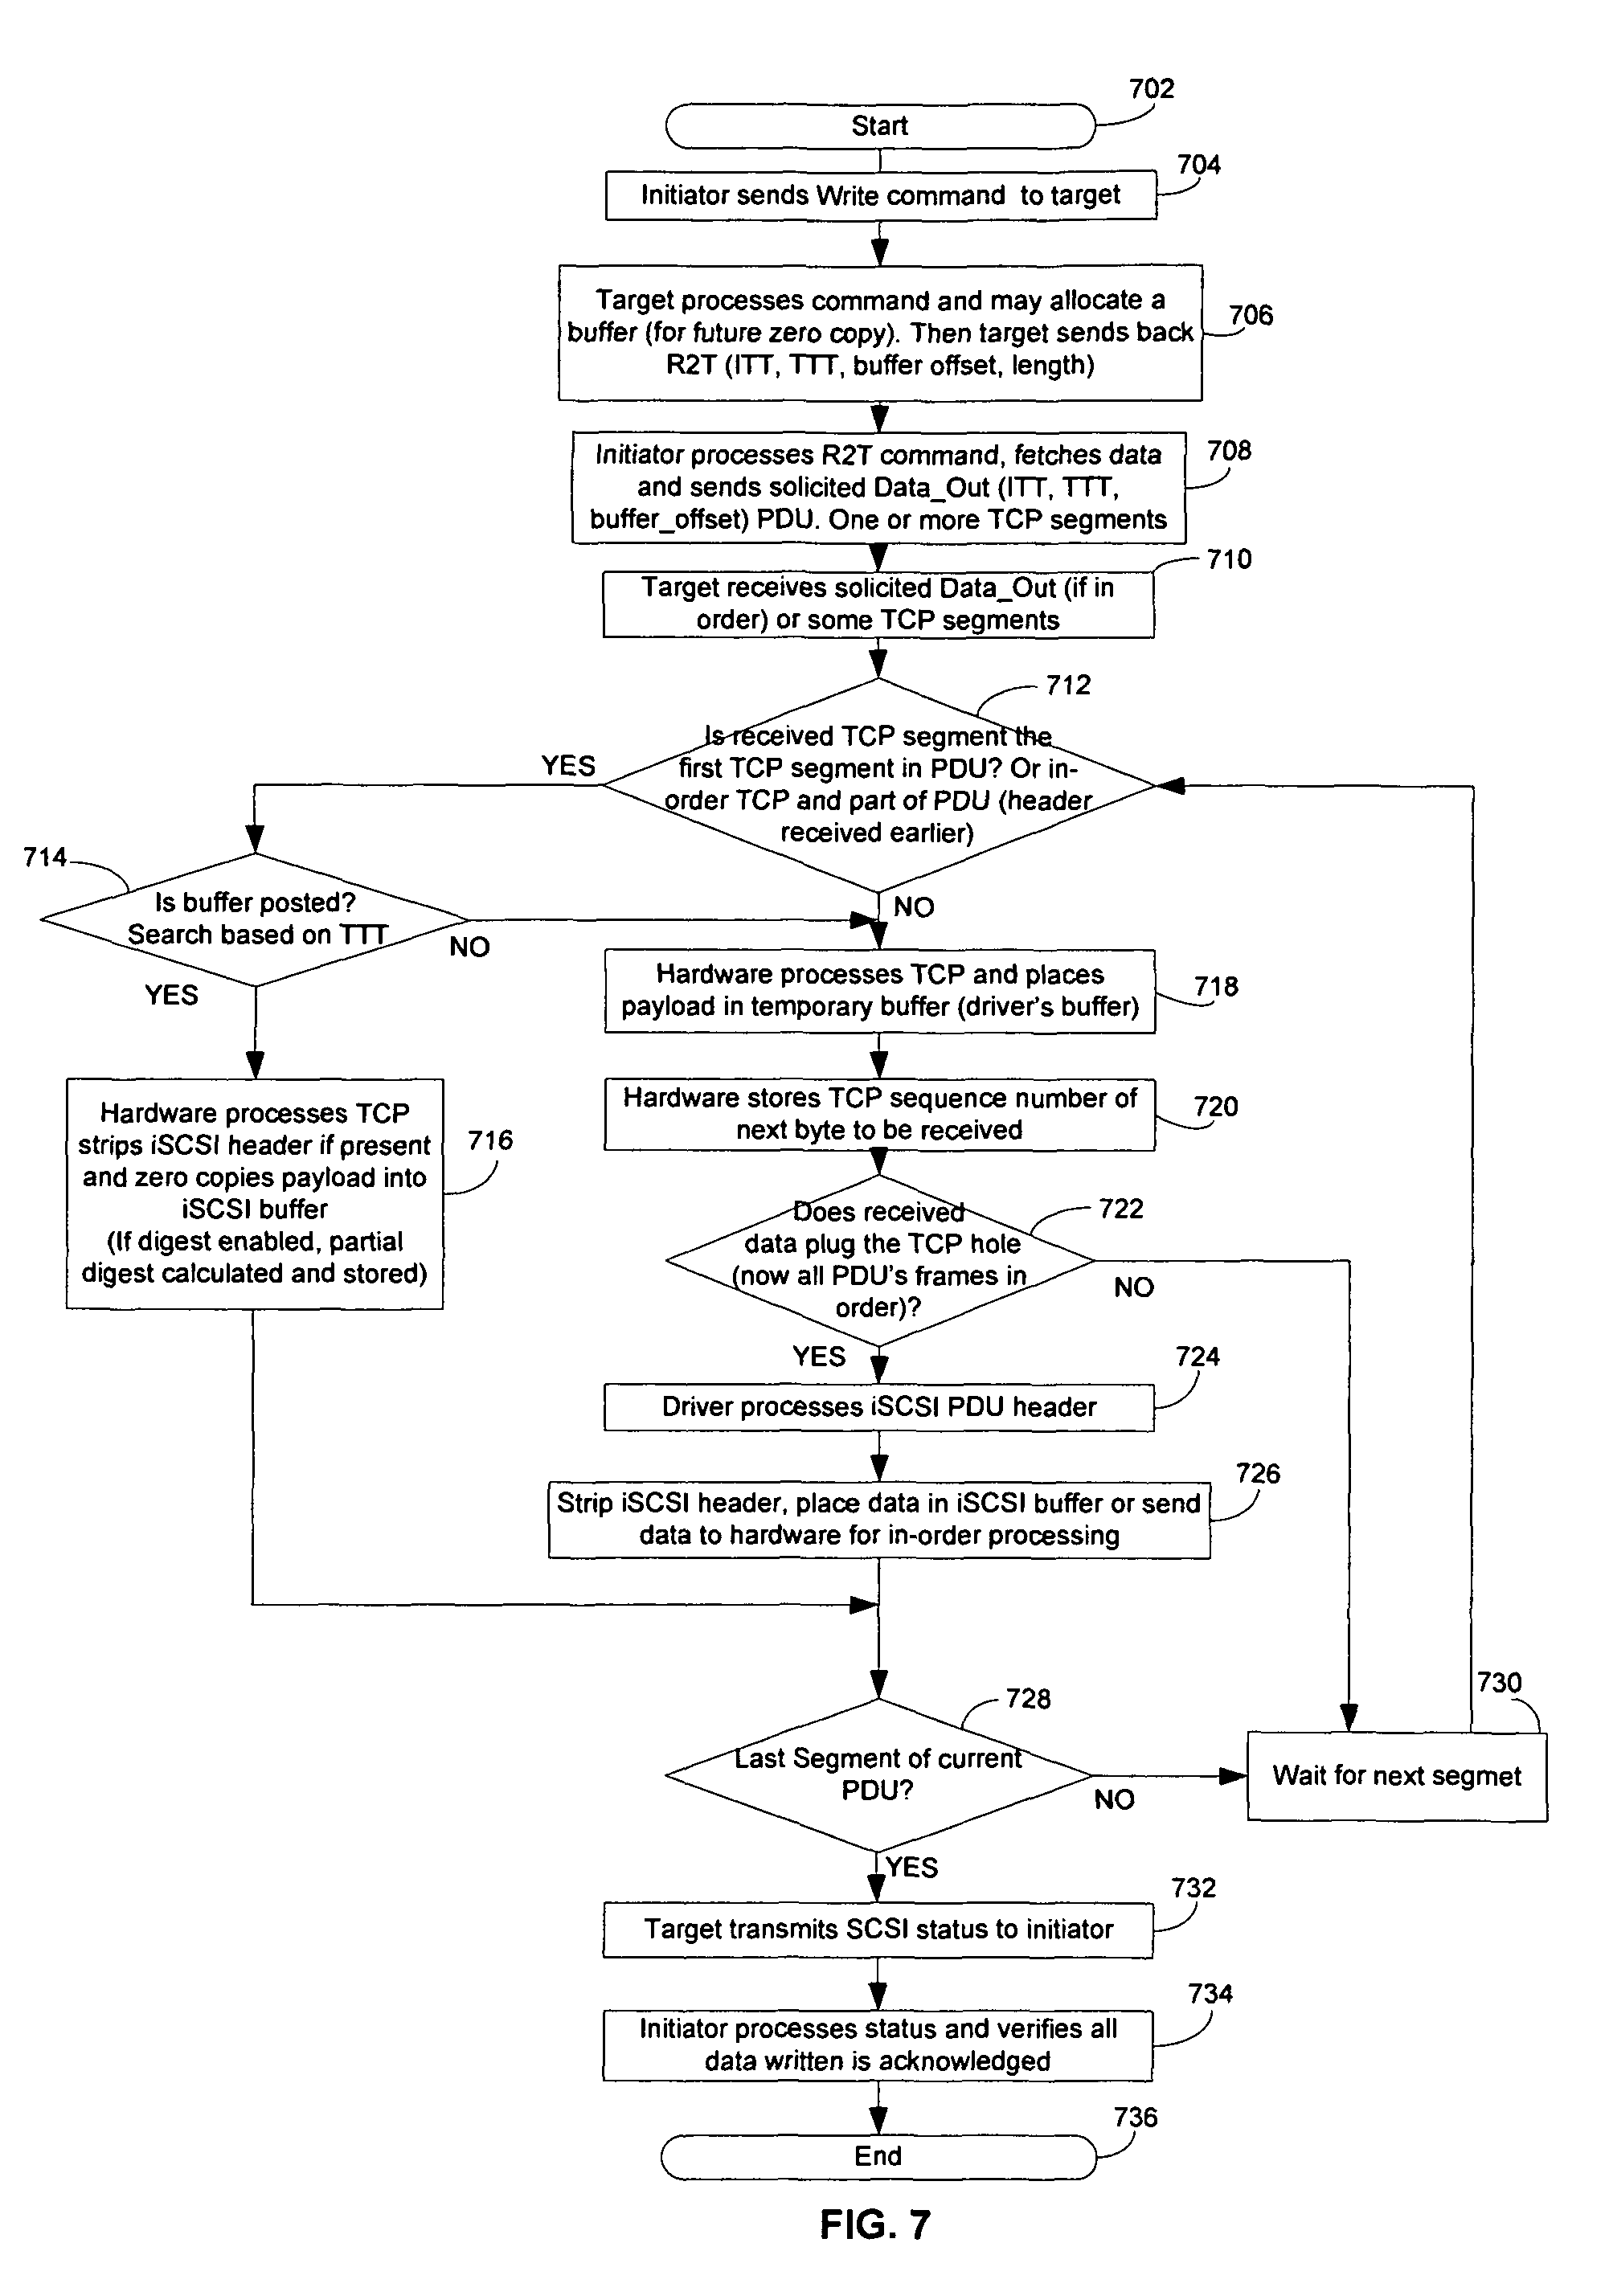 702
Start
704
Initiator sends Write command to target
Target processes command and may allocate a
buffer (for future zero copy). Then target sends back
R2T (ITT, TTT, buffer offset, length)
706
Initiator processes R2T command, fetches data
and sends solicited Data_Out (ITT, TTT,
buffer_offset) PDU. One or more TCP segments
708
710
Target receives solicited Data_Out (if in
order) or some TCP segments
712
Is received TCP segment the
first TCP segment in PDU? Or in-
order TCP and part of PDU (header
received earlier)
YES
NO
714
Is buffer posted?
Search based on TTT
NO
YES
Hardware processes TCP and places
payload in temporary buffer (driver's buffer)
718
Hardware processes TCP
strips iSCSI header if present
and zero copies payload into
iSCSI buffer
(If digest enabled, partial
digest calculated and stored)
716
Hardware stores TCP sequence number of
next byte to be received
720
Does received
data plug the TCP hole
(now all PDU's frames in
order)?
722
NO
YES
724
Driver processes iSCSI PDU header
726
Strip iSCSI header, place data in iSCSI buffer or send
data to hardware for in-order processing
728
Last Segment of current
PDU?
NO
YES
730
Wait for next segmet
732
Target transmits SCSI status to initiator
734
Initiator processes status and verifies all
data written is acknowledged
736
End
FIG. 7